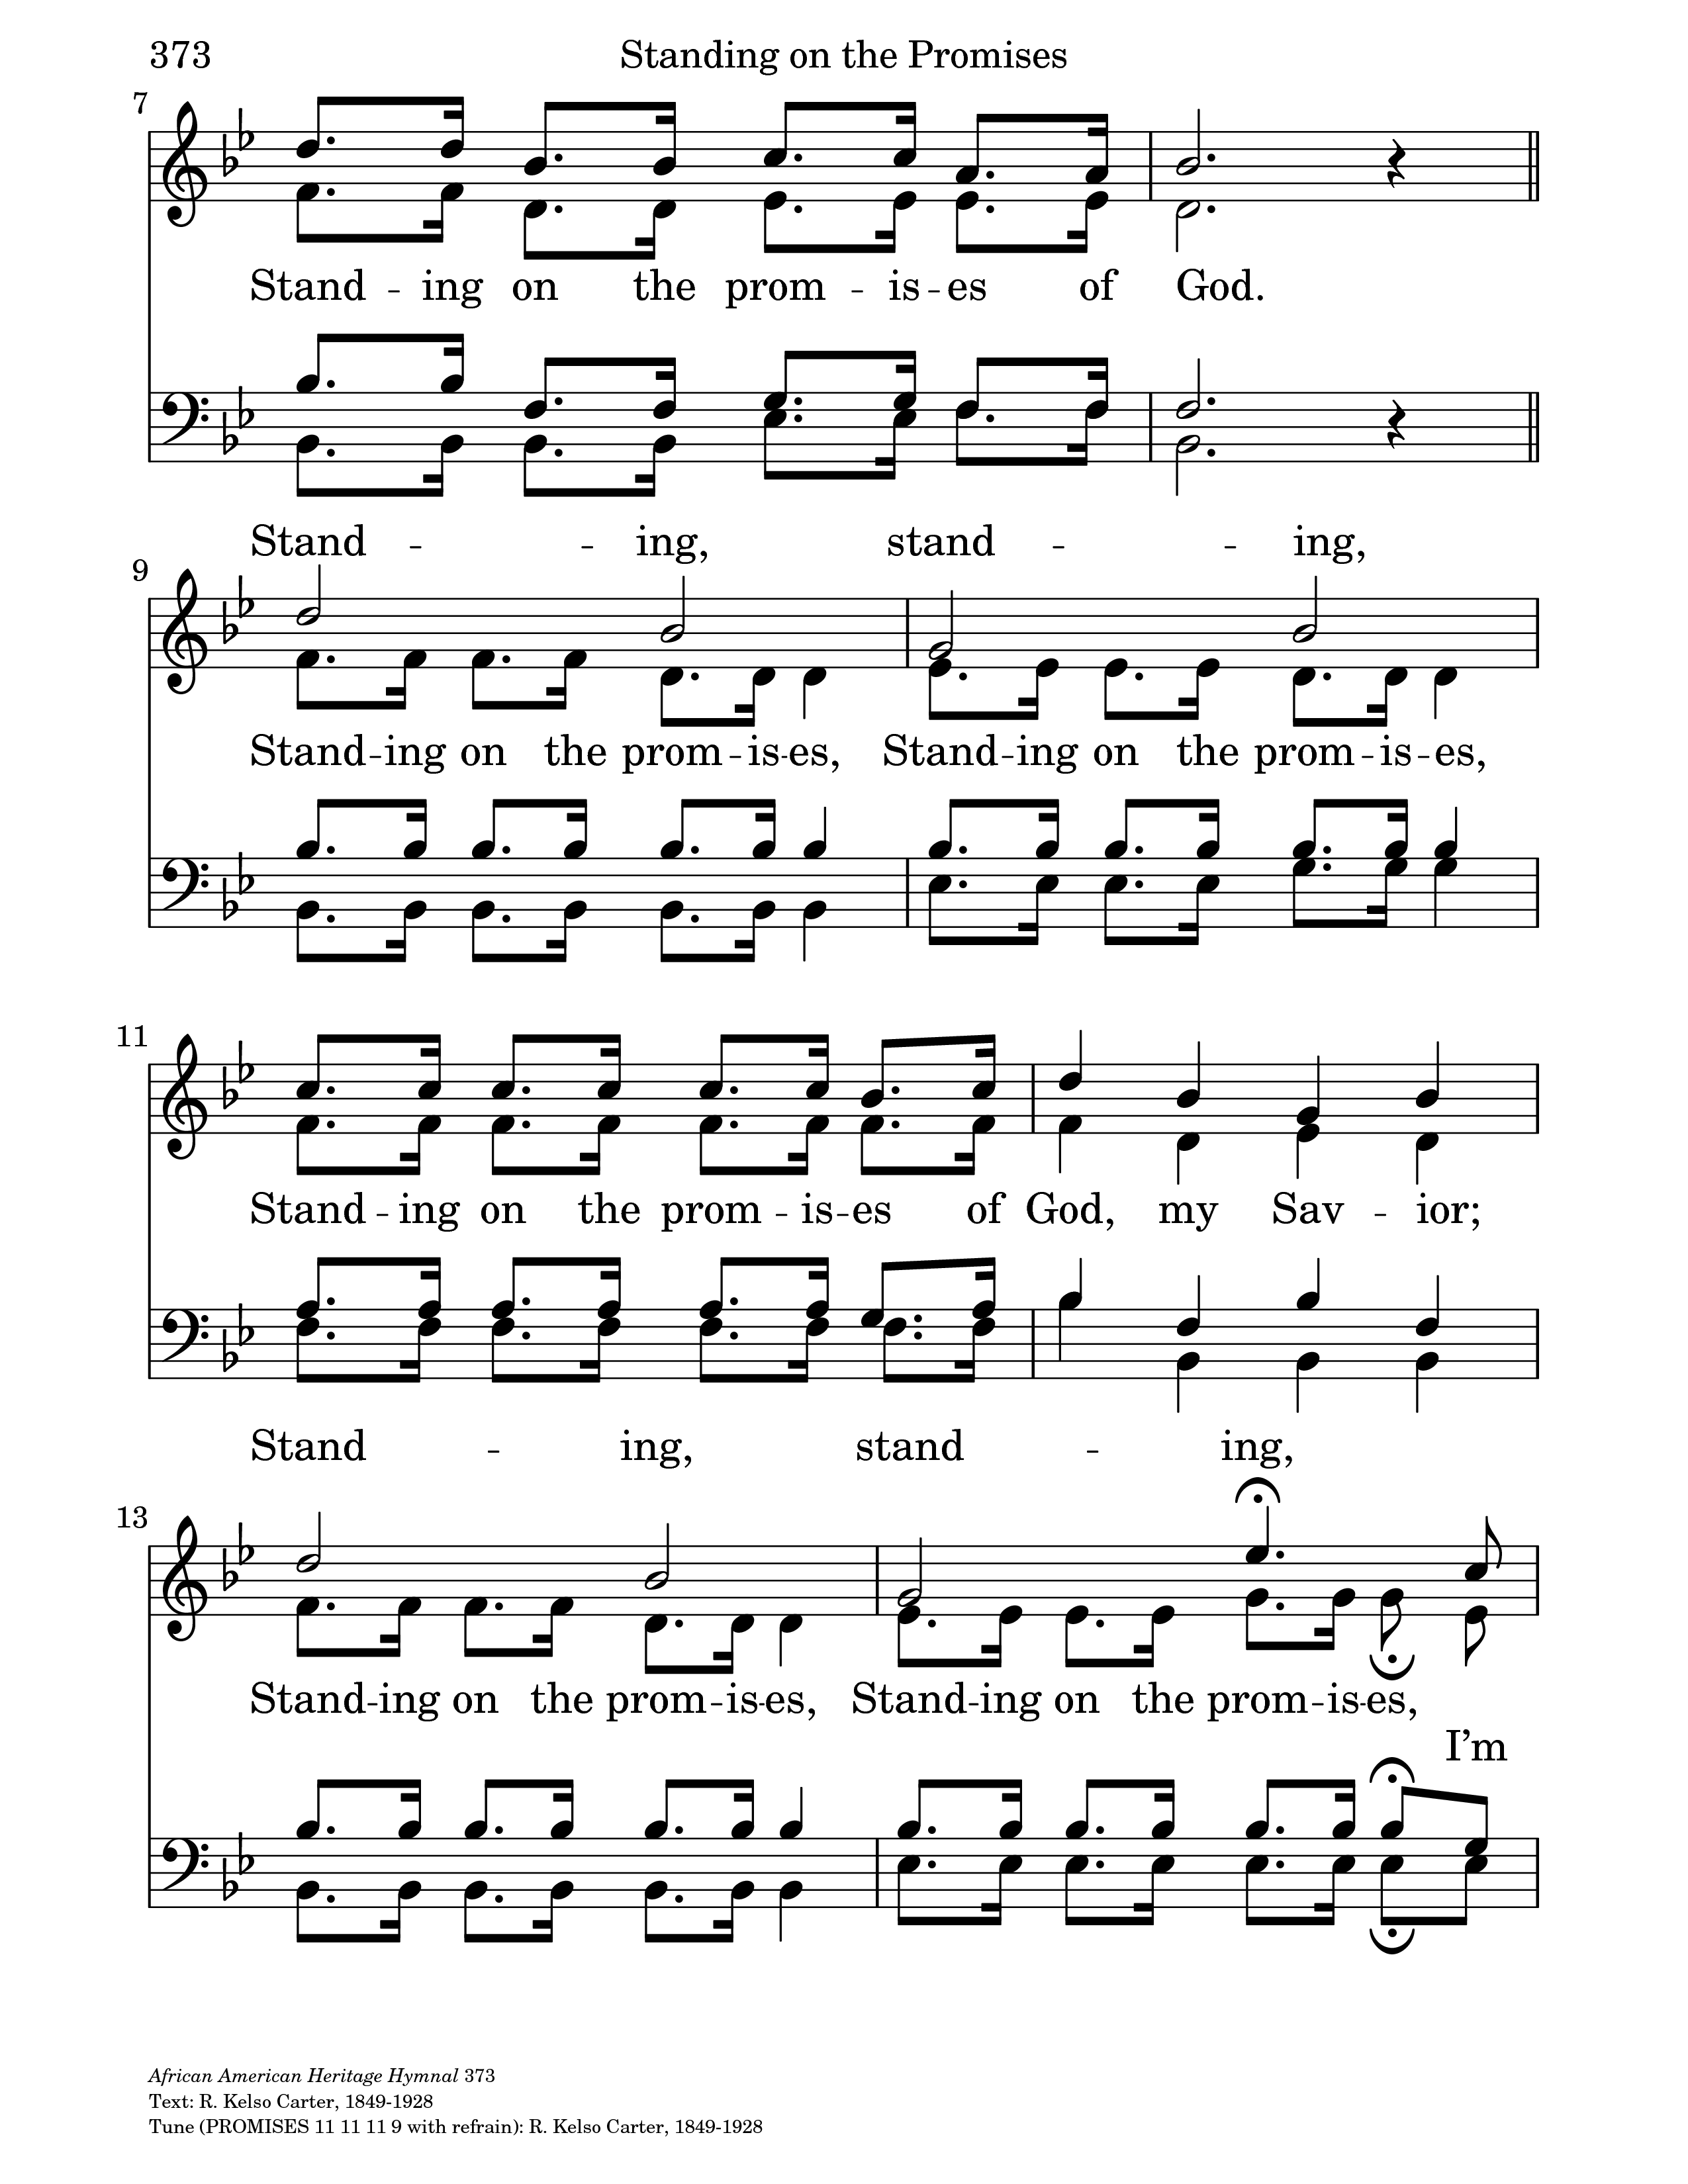 373 Standing on the Promises
7
Stand - ing on the prom - is - es of God.
Stand - - ing, stand - - ing,
9
Stand - ing on the prom - is - es, Stand - ing on the prom - is - es,
11
Stand - ing on the prom - is - es of God, my Sav - ior;
Stand - ing, stand - ing,
13
Stand - ing on the prom - is - es, Stand - ing on the prom - is - es,
I’m
African American Heritage Hymnal 373
Text: R. Kelso Carter, 1849-1928
Tune (PROMISES 11 11 11 9 with refrain): R. Kelso Carter, 1849-1928